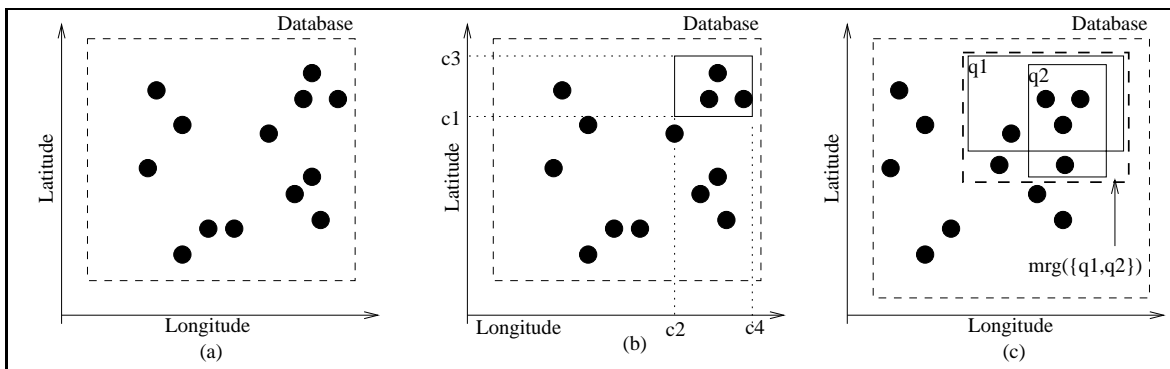 Database
Latitude
Longitude
(a)
Database
c3
c1
Latitude
Longitude
c2
c4
(b)
Database
q1
q2
Latitude
mrg({q1,q2})
Longitude
(c)